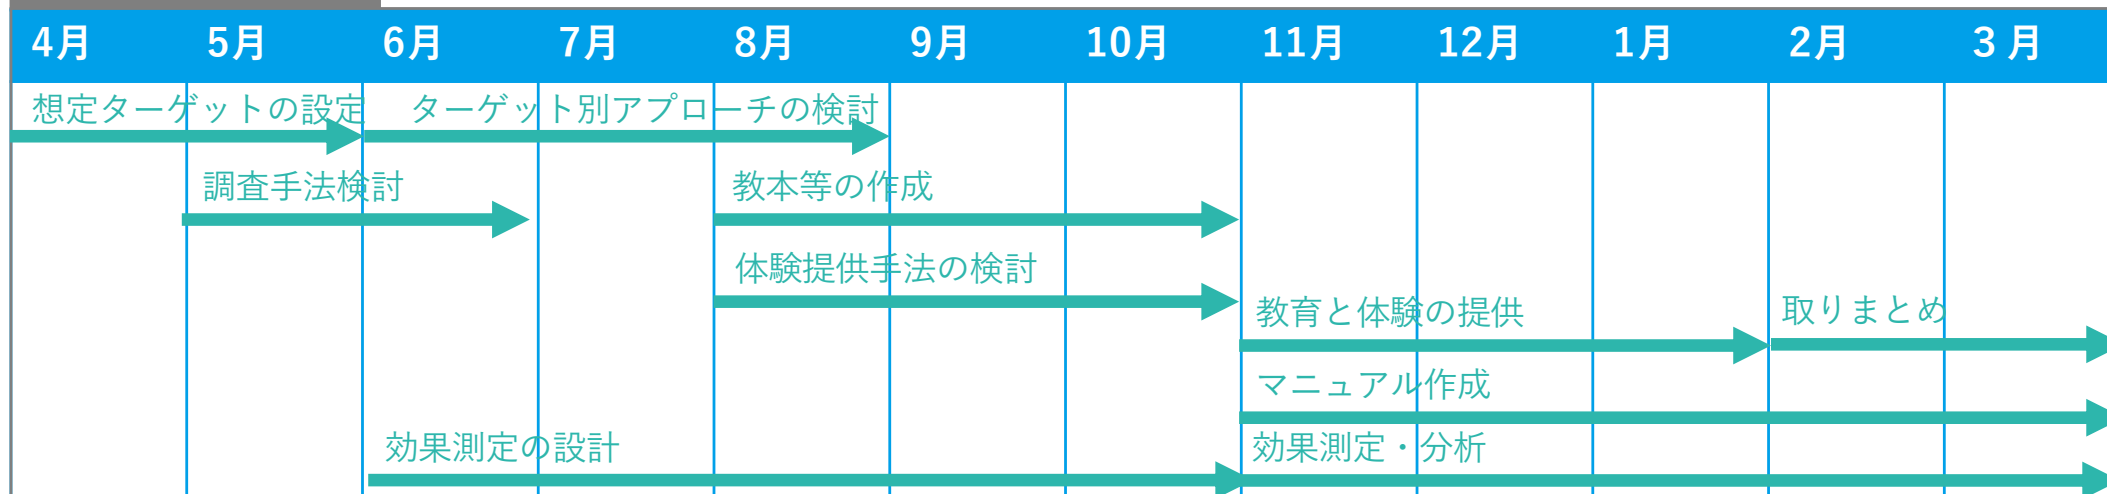 4月 5月 6月 7月 8月 9月 10月 11月 12月 1月 2月 3 月
想定ターゲットの設定 ターゲット別アプローチの検討
調査手法検討 教本等の作成
体験提供手法の検討
教育と体験の提供 取りまとめ
マニュアル作成
効果測定の設計 効果測定・分析